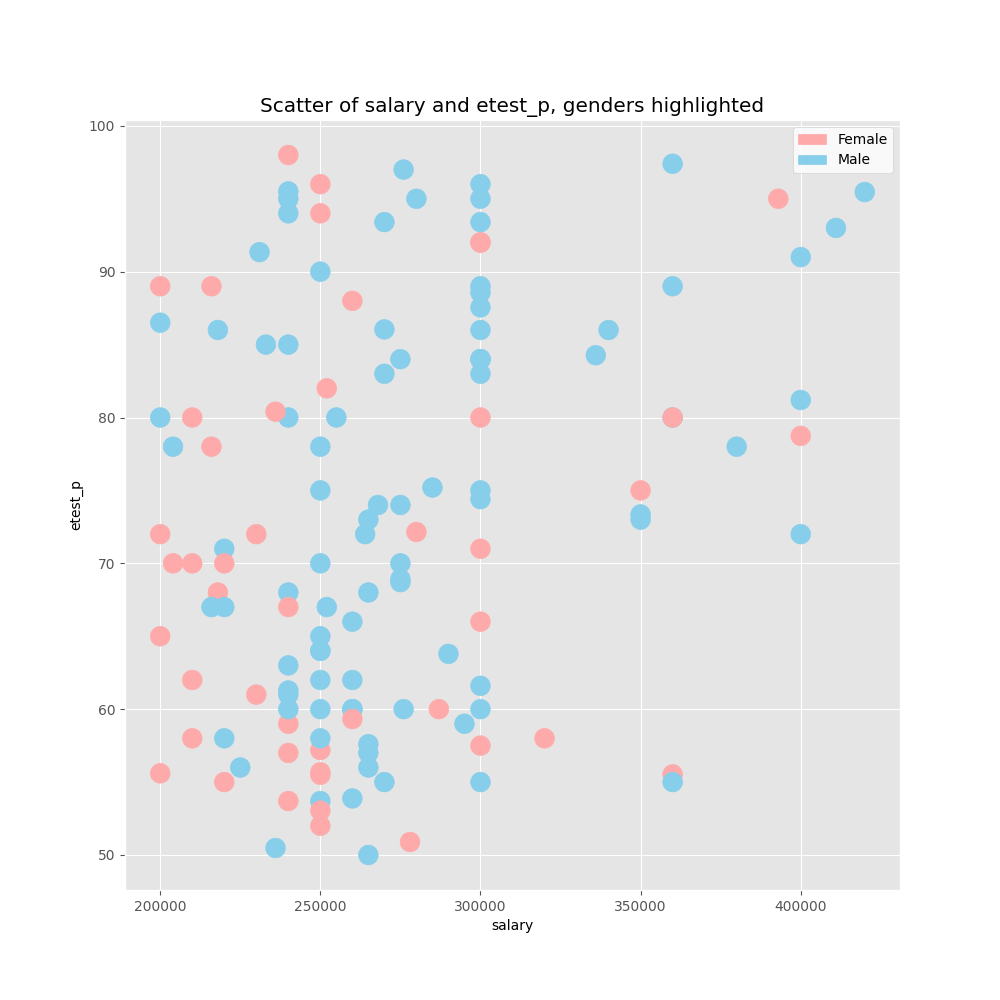 Scatter of salary and etest_p, genders highlighted
Female
Male
100
90
80
70
60
50
etest_p
200000 250000 300000 350000 400000
salary